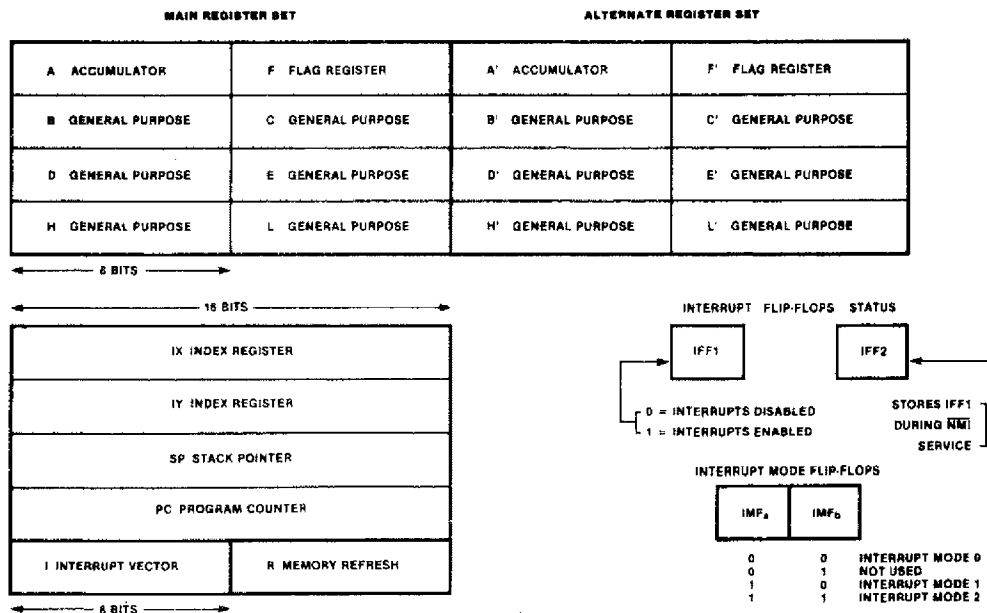 MAIN REGISTER SET
ALTERNATE REGISTER SET
A ACCUMULATOR
F FLAG REGISTER
A' ACCUMULATOR
F' FLAG REGISTER
B GENERAL PURPOSE
C GENERAL PURPOSE
B' GENERAL PURPOSE
C' GENERAL PURPOSE
D GENERAL PURPOSE
E GENERAL PURPOSE
D' GENERAL PURPOSE
E' GENERAL PURPOSE
H GENERAL PURPOSE
L GENERAL PURPOSE
H' GENERAL PURPOSE
L' GENERAL PURPOSE
8 BITS
16 BITS
IX INDEX REGISTER
IY INDEX REGISTER
SP STACK POINTER
PC PROGRAM COUNTER
I INTERRUPT VECTOR
R MEMORY REFRESH
8 BITS
INTERRUPT FLIP-FLOPS STATUS
IFF1
IFF2
0 = INTERRUPTS DISABLED
1 = INTERRUPTS ENABLED
STORES IFF1
DURING NMI
SERVICE
INTERRUPT MODE FLIP-FLOPS
IMFa
IMFb
0 0 INTERRUPT MODE 0
0 1 NOT USED
1 0 INTERRUPT MODE 1
1 1 INTERRUPT MODE 2